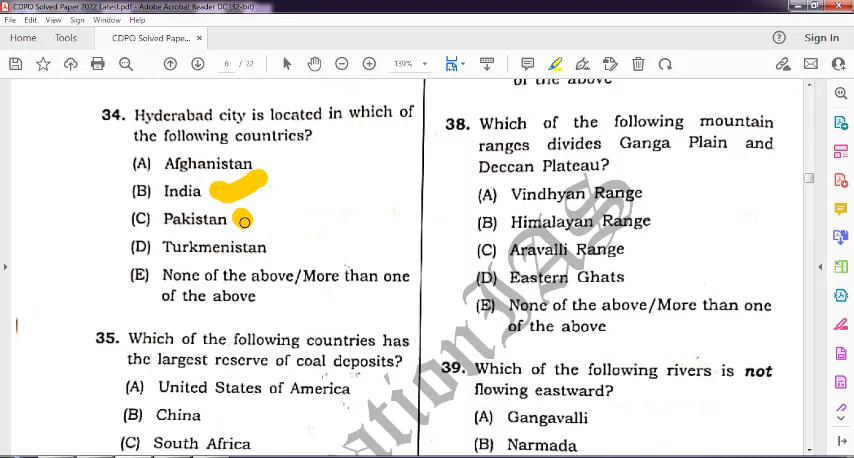 CDPO Solved Paper 2022 Latest.pdf - Adobe Acrobat Reader DC (32-bit)
File Edit View Sign Window Help
Home Tools CDPO Solved Pape... × Sign In
6 / 22 139%
34. Hyderabad city is located in which of
the following countries?
(A) Afghanistan
(B) India
(C) Pakistan
(D) Turkmenistan
(E) None of the above/More than one
of the above
35. Which of the following countries has
the largest reserve of coal deposits?
(A) United States of America
(B) China
(C) South Africa
of the above
38. Which of the following mountain
ranges divides Ganga Plain and
Deccan Plateau?
(A) Vindhyan Range
(B) Himalayan Range
(C) Aravalli Range
(D) Eastern Ghats
(E) None of the above/More than one
of the above
39. Which of the following rivers is not
flowing eastward?
(A) Gangavalli
(B) Narmada
ationIAS